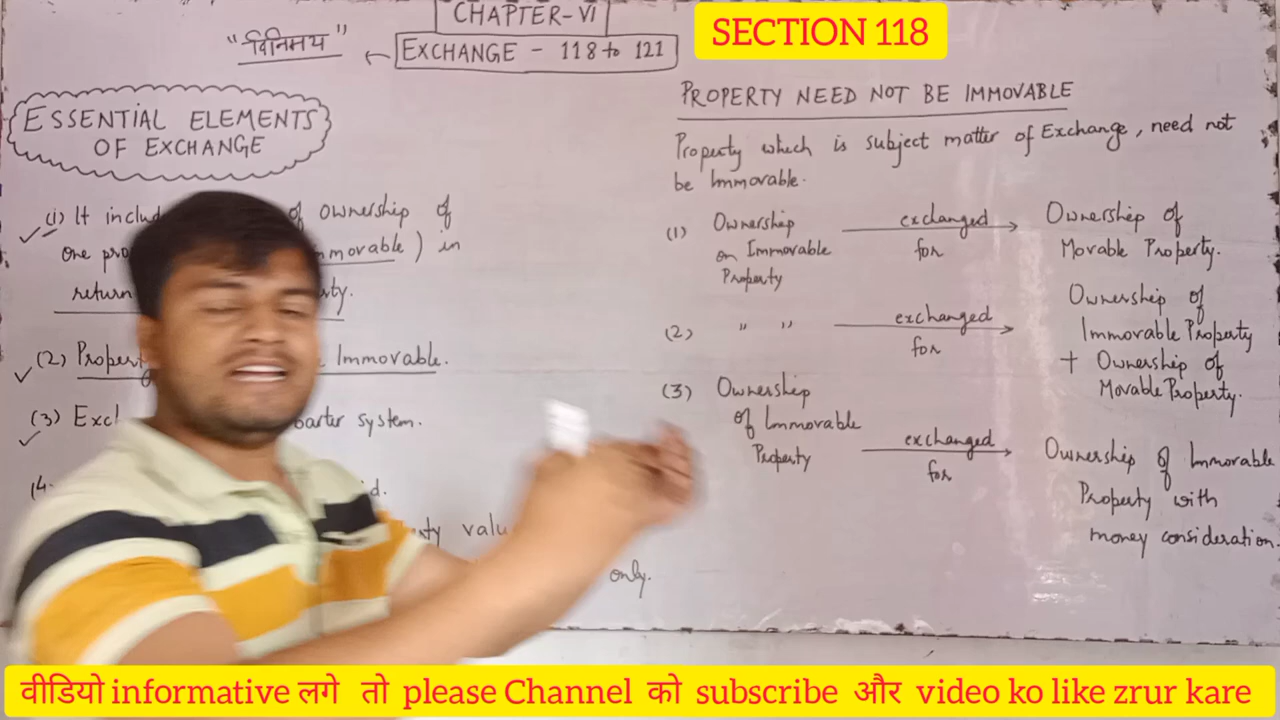 CHAPTER-VI
SECTION 118
"विनिमय"
EXCHANGE - 118 to 121
ESSENTIAL ELEMENTS
OF EXCHANGE
(1) It includ of ownership of
one pro mmovable) in
return ty.
(2) Propert Immovable.
(3) Excl barter system.
(4 d.
ty valu
only.
PROPERTY NEED NOT BE IMMOVABLE
Property which is subject matter of Exchange, need not
be Immovable.
(1) Ownership exchanged Ownership of
on Immovable for Movable Property.
Property
Ownership of
(2) " " exchanged Immovable Property
for + Ownership of
Movable Property.
(3) Ownership
of Immovable exchanged Ownership of Immovable
Property for Property with
money consideration.
वीडियो informative लगे तो please Channel को subscribe और video ko like zrur kare